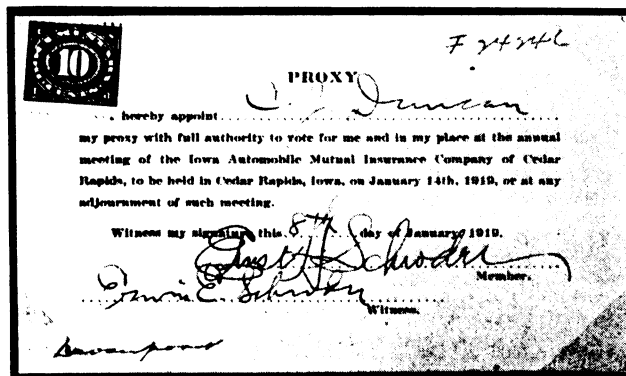 10
F 24246
PROXY
I, hereby appoint Duncan
my proxy with full authority to vote for me and in my place at the annual
meeting of the Iowa Automobile Mutual Insurance Company of Cedar
Rapids, to be held in Cedar Rapids, Iowa, on January 14th, 1919, or at any
adjournment of such meeting.
Witness my signature this 8th day of January 1919.
Schroder
Member.
Erwin E.
Witness.
Davenport